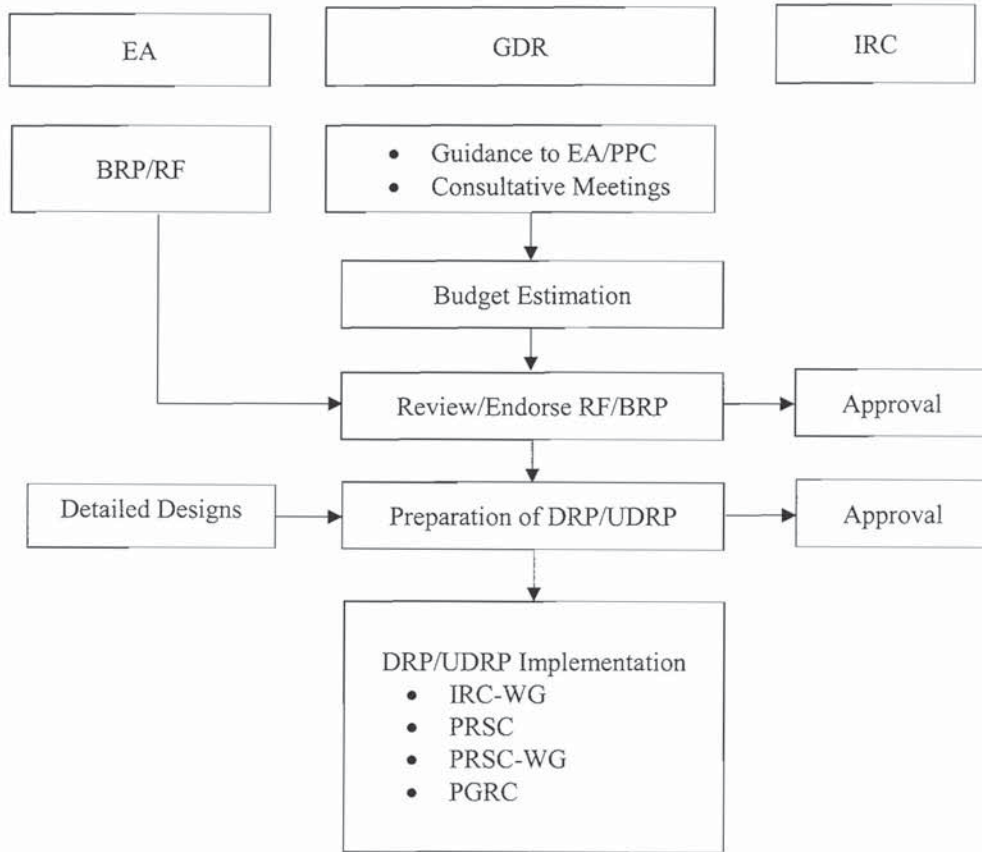 EA
GDR
IRC
BRP/RF
• Guidance to EA/PPC
• Consultative Meetings
Budget Estimation
Review/Endorse RF/BRP
Approval
Detailed Designs
Preparation of DRP/UDRP
Approval
DRP/UDRP Implementation
• IRC-WG
• PRSC
• PRSC-WG
• PGRC